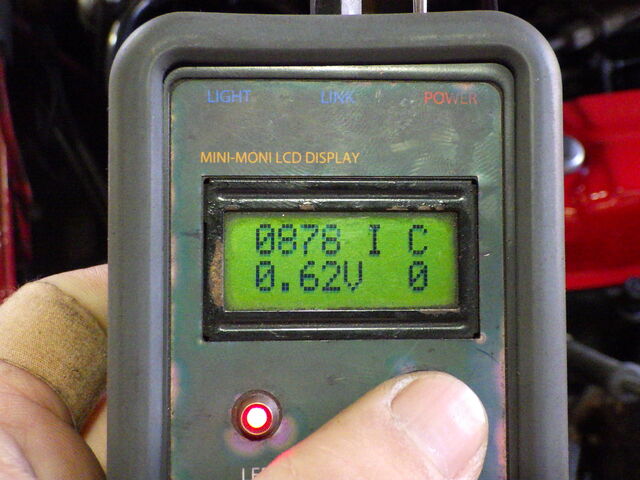 LIGHT LINK POWER
MINI-MONI LCD DISPLAY
0878 I C
0.62V 0